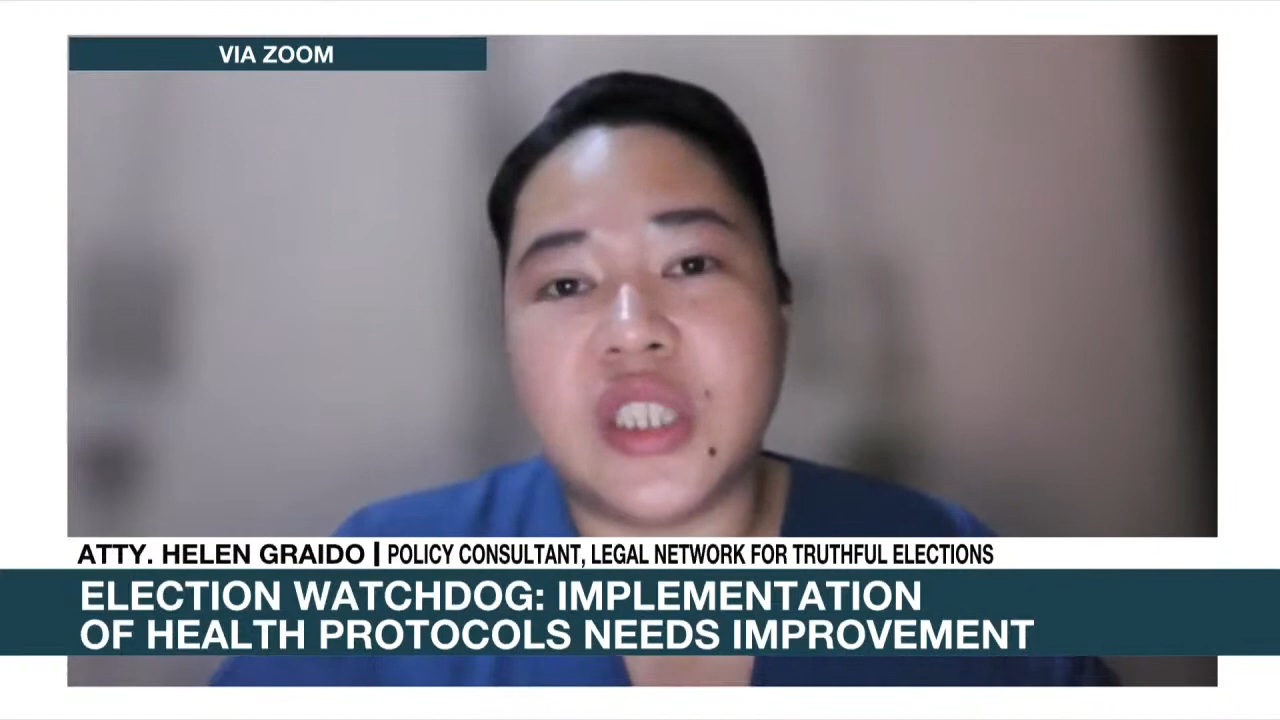 VIA ZOOM
ATTY. HELEN GRAIDO | POLICY CONSULTANT, LEGAL NETWORK FOR TRUTHFUL ELECTIONS
ELECTION WATCHDOG: IMPLEMENTATION
OF HEALTH PROTOCOLS NEEDS IMPROVEMENT